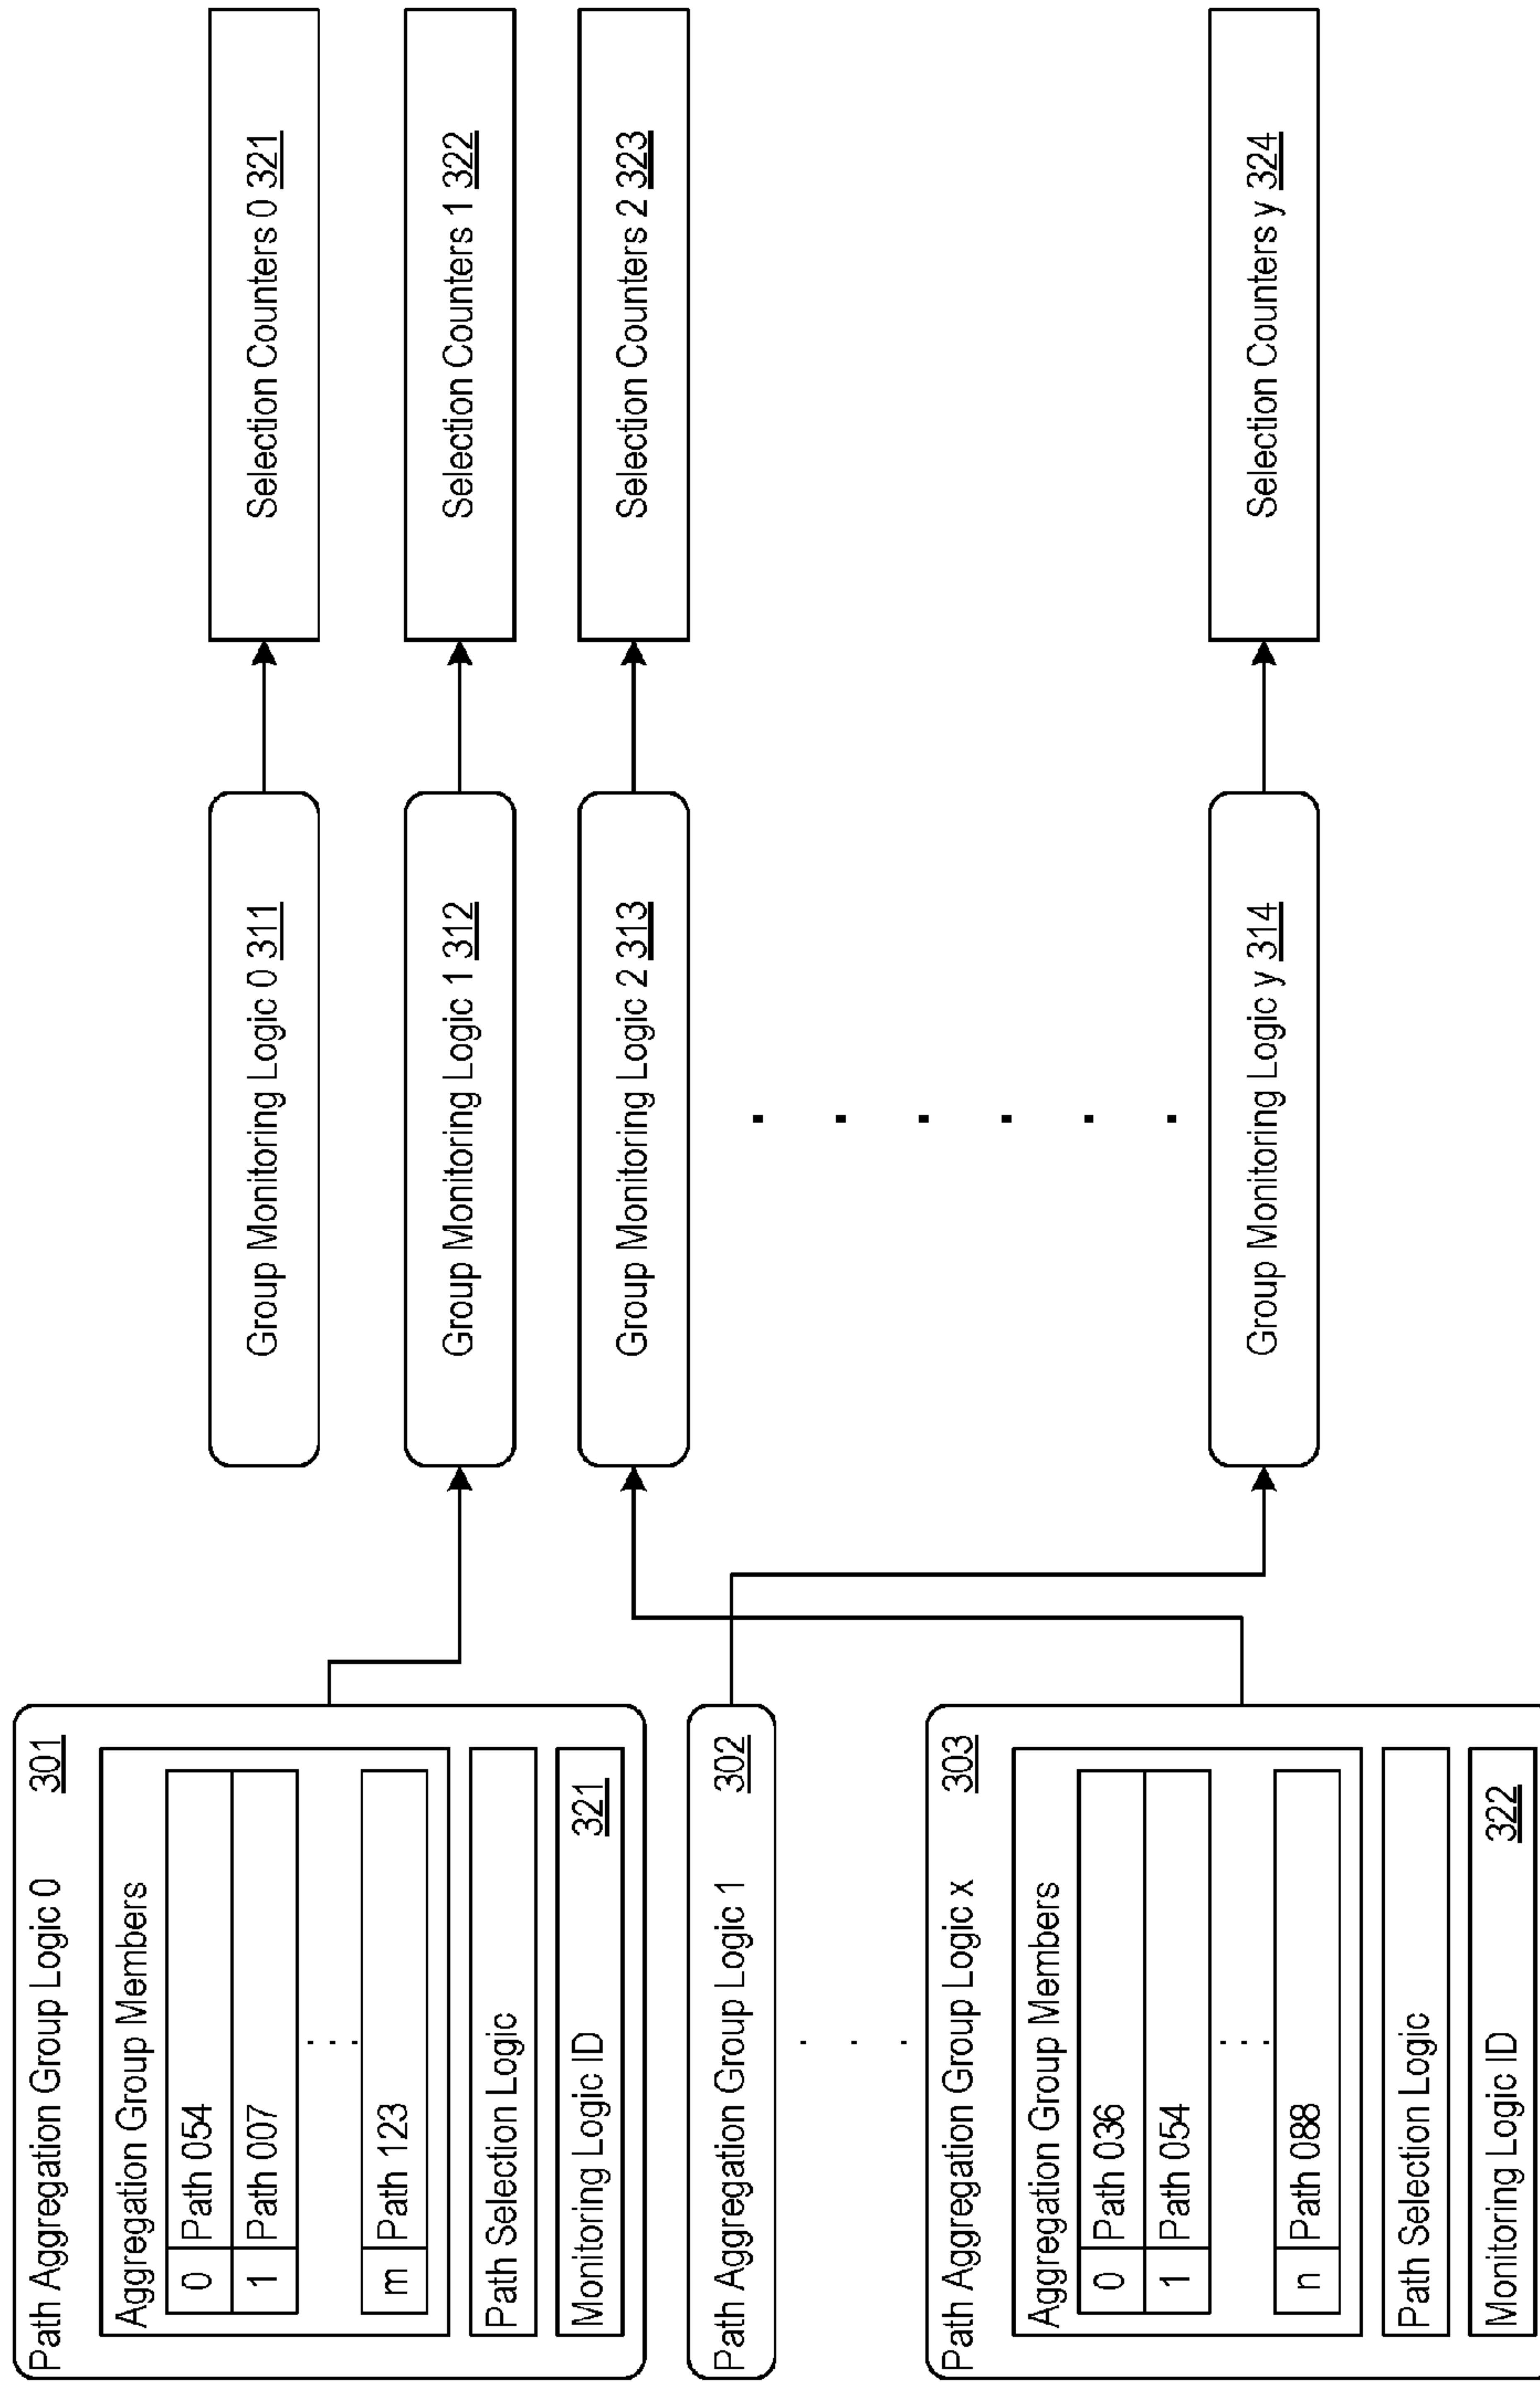 Path Aggregation Group Logic 0 301
Aggregation Group Members
0 Path 054
1 Path 007
m Path 123
Path Selection Logic
Monitoring Logic ID 321
Path Aggregation Group Logic 1 302
Path Aggregation Group Logic x 303
Aggregation Group Members
0 Path 036
1 Path 054
n Path 088
Path Selection Logic
Monitoring Logic ID 322
Group Monitoring Logic 0 311
Group Monitoring Logic 1 312
Group Monitoring Logic 2 313
Group Monitoring Logic y 314
Selection Counters 0 321
Selection Counters 1 322
Selection Counters 2 323
Selection Counters y 324